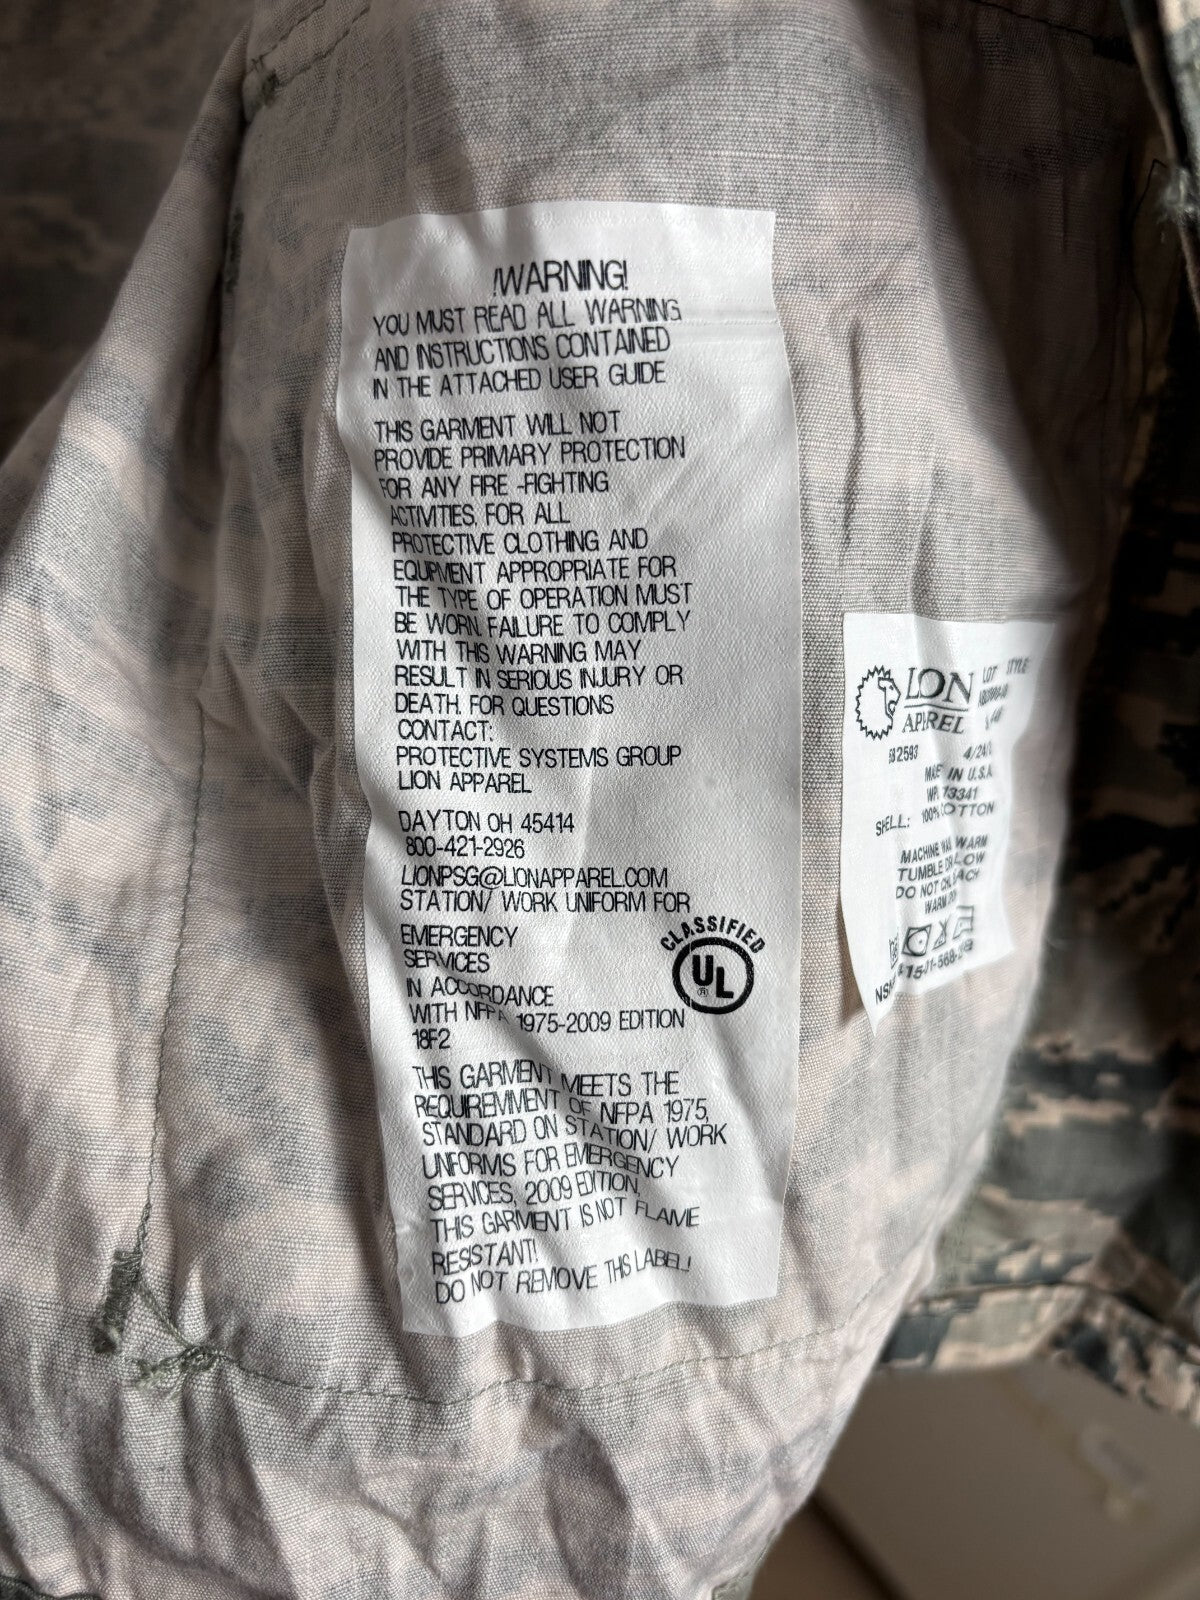 !WARNING!
YOU MUST READ ALL WARNING
AND INSTRUCTIONS CONTAINED
IN THE ATTACHED USER GUIDE
THIS GARMENT WILL NOT
PROVIDE PRIMARY PROTECTION
FOR ANY FIRE -FIGHTING
ACTIVITIES, FOR ALL
PROTECTIVE CLOTHING AND
EQUIPMENT APPROPRIATE FOR
THE TYPE OF OPERATION MUST
BE WORN, FAILURE TO COMPLY
WITH THIS WARNING MAY
RESULT IN SERIOUS INJURY OR
DEATH. FOR QUESTIONS
CONTACT:
PROTECTIVE SYSTEMS GROUP
LION APPAREL
DAYTON OH 45414
800-421-2926
LIONPSG@LIONAPPAREL.COM
STATION/ WORK UNIFORM FOR
EMERGENCY
SERVICES
IN ACCORDANCE
WITH NFPA 1975-2009 EDITION
18F2
CLASSIFIED
UL
®
THIS GARMENT MEETS THE
REQUIREMMENT OF NFPA 1975,
STANDARD ON STATION/ WORK
UNIFORMS FOR EMERGENCY
SERVICES, 2009 EDITION,
THIS GARMENT IS NOT FLAME
RESISTANT!
DO NOT REMOVE THIS LABEL!
LION
APPAREL
LOT
MADE IN U.S.A.
SHELL: 100% COTTON
MACHINE WARM
TUMBLE LOW
DO NOT
WARM